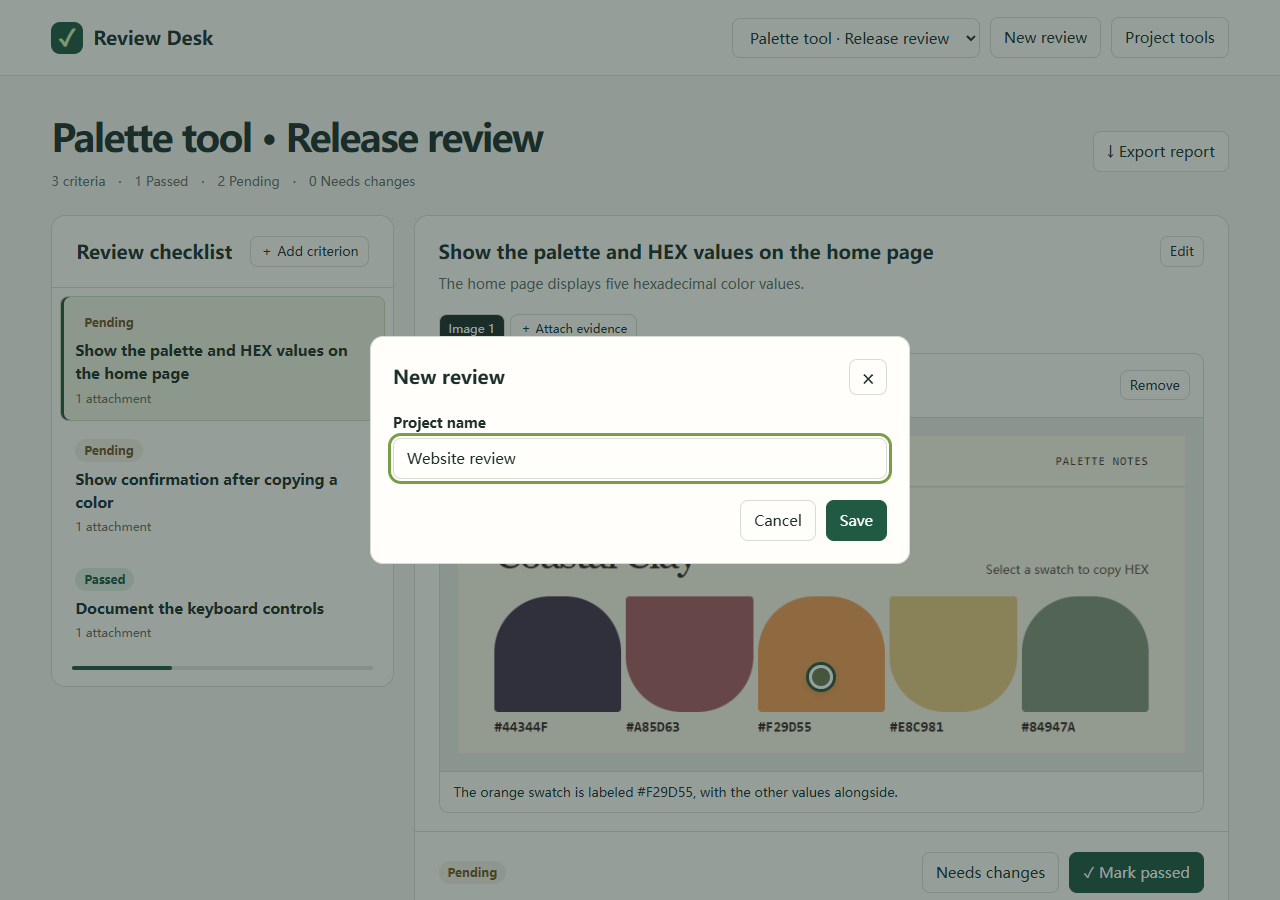 Review Desk
Palette tool · Release review
New review
Project tools
Palette tool • Release review
↓ Export report
3 criteria · 1 Passed · 2 Pending · 0 Needs changes
Review checklist
+ Add criterion
Pending
Show the palette and HEX values on
the home page
1 attachment
Pending
Show confirmation after copying a
color
1 attachment
Passed
Document the keyboard controls
1 attachment
Show the palette and HEX values on the home page
Edit
The home page displays five hexadecimal color values.
Image 1
+ Attach evidence
New review
×
Project name
Website review
Cancel
Save
Remove
PALETTE NOTES
Coastal Clay
Select a swatch to copy HEX
#44344F
#A85D63
#F29D55
#E8C981
#84947A
The orange swatch is labeled #F29D55, with the other values alongside.
Pending
Needs changes
✓ Mark passed